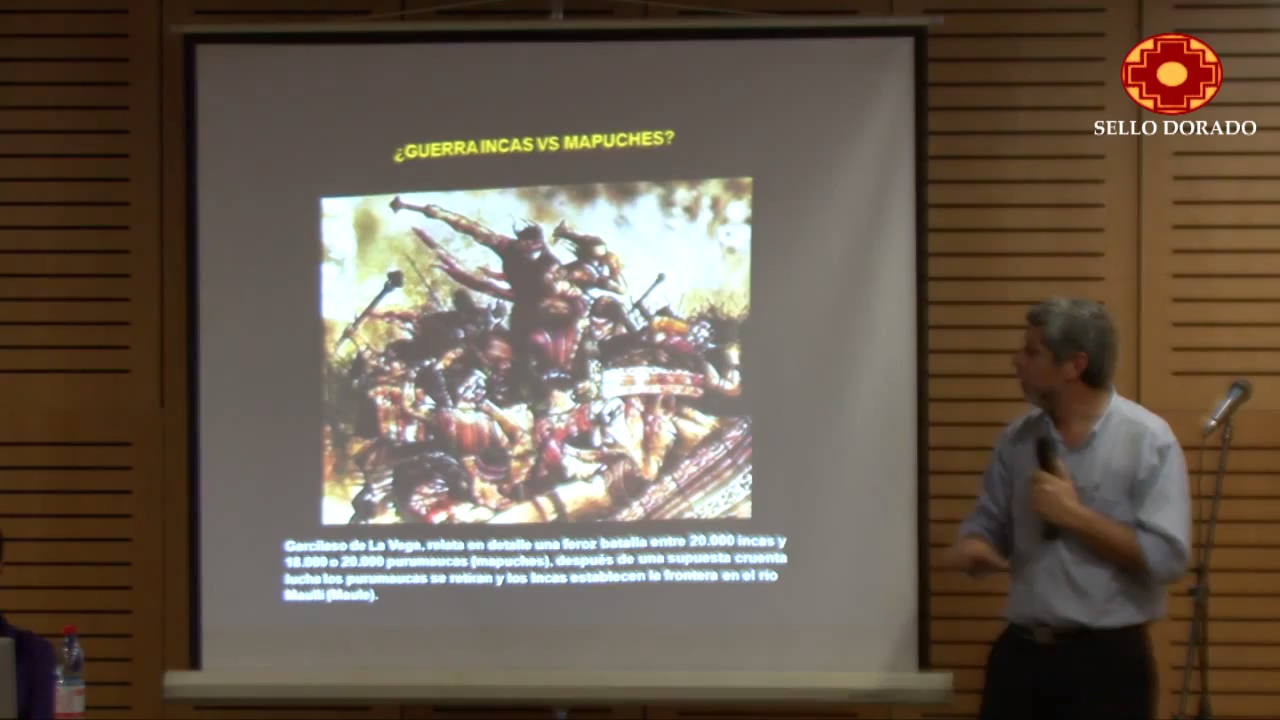 SELLO DORADO
¿GUERRA INCAS VS MAPUCHES?
Garcilaso de La Vega, relata en detalle una feroz batalla entre 20.000 incas y
18.000 o 20.000 purumaucas (mapuches), después de una supuesta cruenta
lucha los purumaucas se retiran y los Incas establecen la frontera en el río
Maulli (Maule).